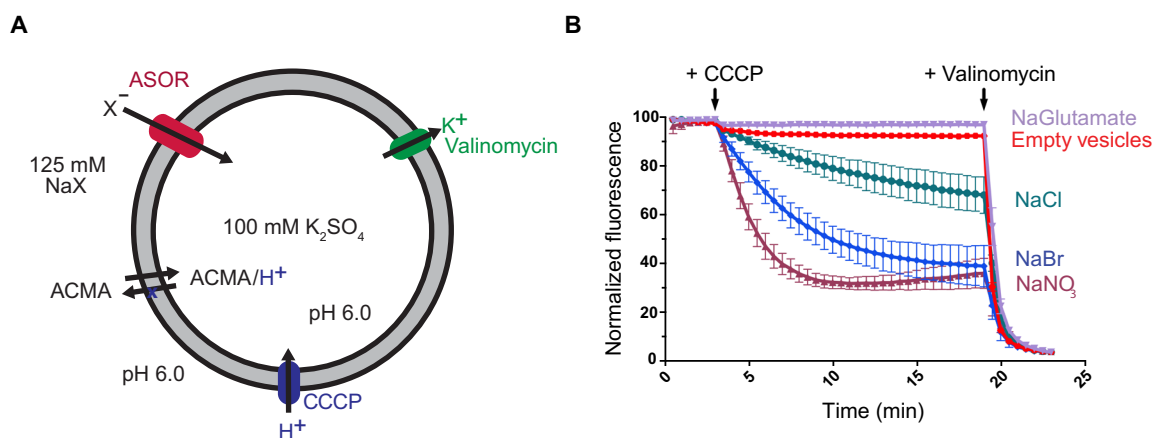 A
ASOR
X⁻
K⁺
Valinomycin
125 mM
NaX
100 mM K₂SO₄
ACMA
ACMA/H⁺
x
pH 6.0
pH 6.0
CCCP
H⁺
B
+ CCCP
+ Valinomycin
Normalized fluorescence
100
80
60
40
20
0
0
5
10
15
20
25
Time (min)
NaGlutamate
Empty vesicles
NaCl
NaBr
NaNO₃